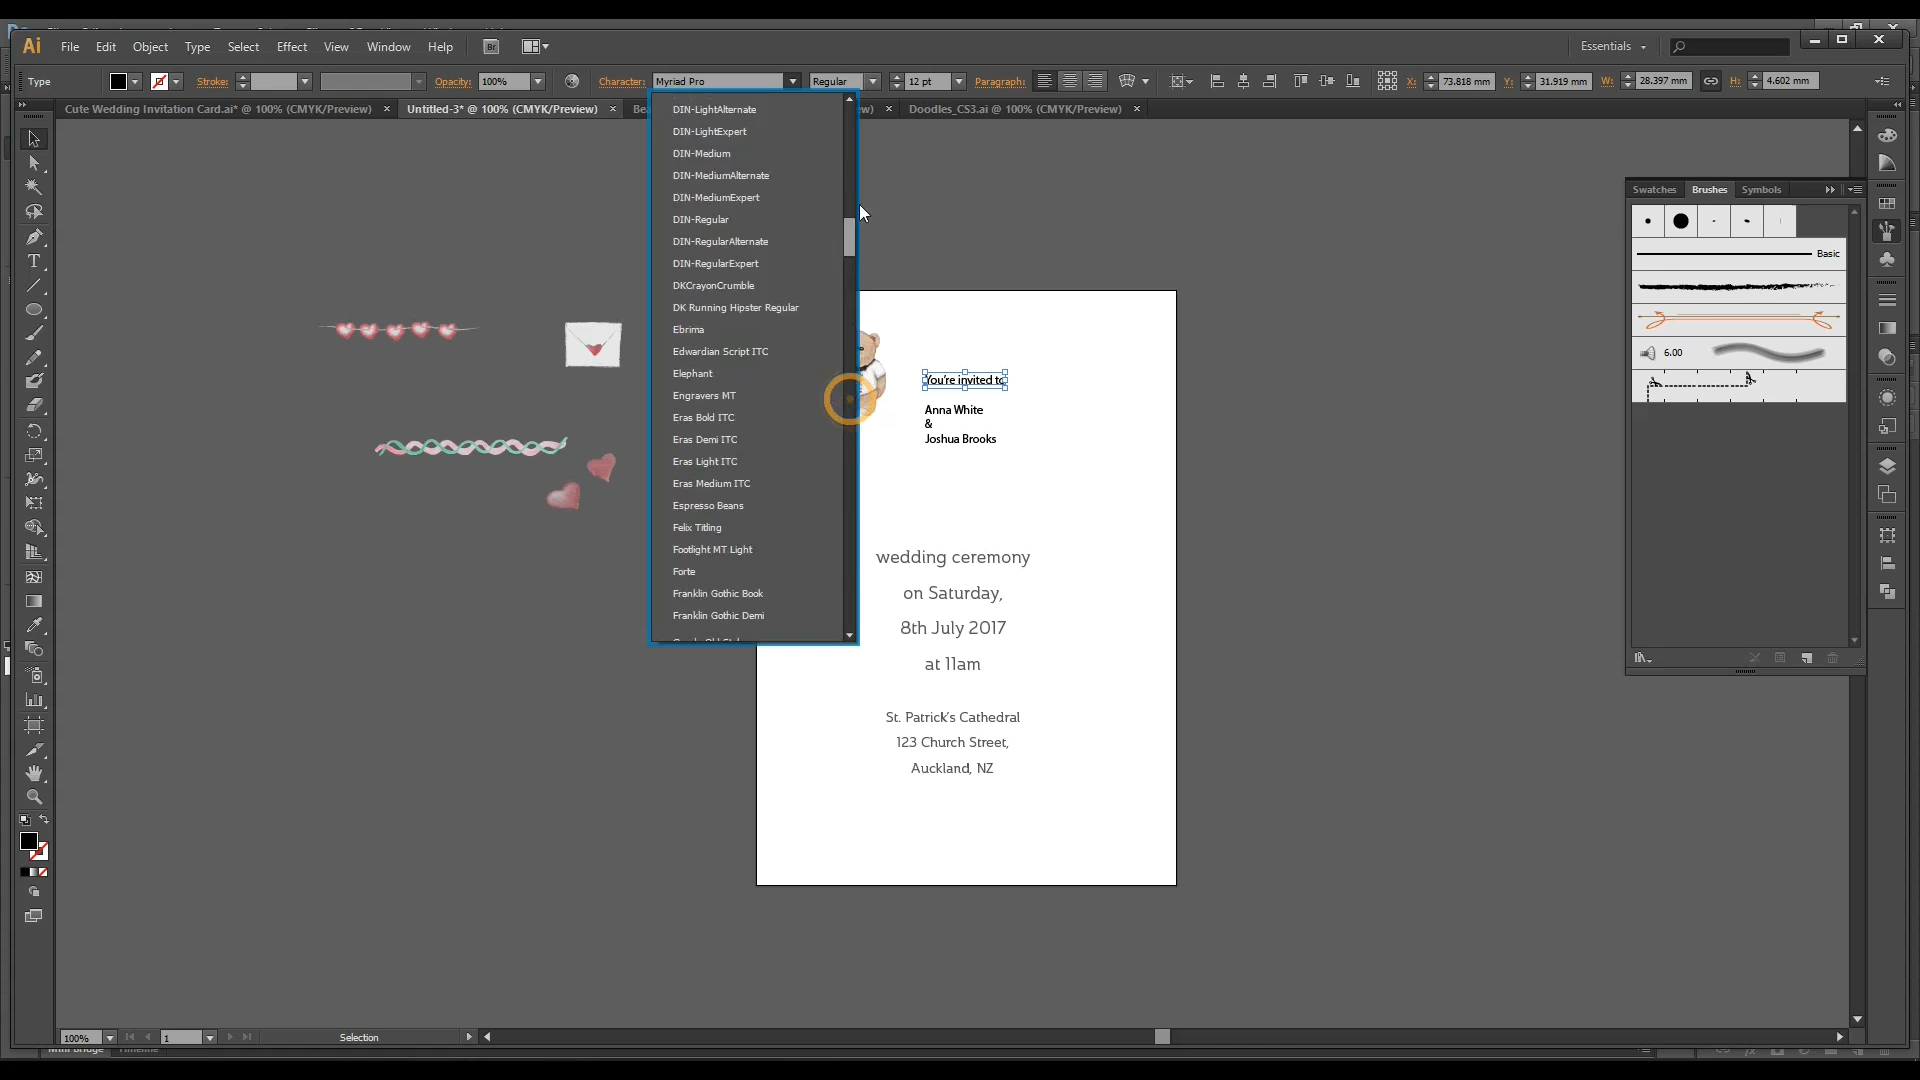 Ai File Edit Object Type Select Effect View Window Help Br Essentials
Type Stroke: Opacity: 100% Character: Myriad Pro Regular 12 pt Paragraph: X: 73.818 mm Y: 31.919 mm W: 28.397 mm H: 4.602 mm
Cute Wedding Invitation Card.ai* @ 100% (CMYK/Preview) × Untitled-3* @ 100% (CMYK/Preview) × Doodles_CS3.ai @ 100% (CMYK/Preview) ×
DIN-LightAlternate
DIN-LightExpert
DIN-Medium
DIN-MediumAlternate
DIN-MediumExpert
DIN-Regular
DIN-RegularAlternate
DIN-RegularExpert
DKCrayonCrumble
DK Running Hipster Regular
Ebrima
Edwardian Script ITC
Elephant
Engravers MT
Eras Bold ITC
Eras Demi ITC
Eras Light ITC
Eras Medium ITC
Espresso Beans
Felix Titling
Footlight MT Light
Forte
Franklin Gothic Book
Franklin Gothic Demi
You're invited to
Anna White
&
Joshua Brooks
wedding ceremony
on Saturday,
8th July 2017
at 11am
St. Patrick's Cathedral
123 Church Street,
Auckland, NZ
Swatches Brushes Symbols
Basic
6.00
100% 1 Selection
Mini Bridge Timeline